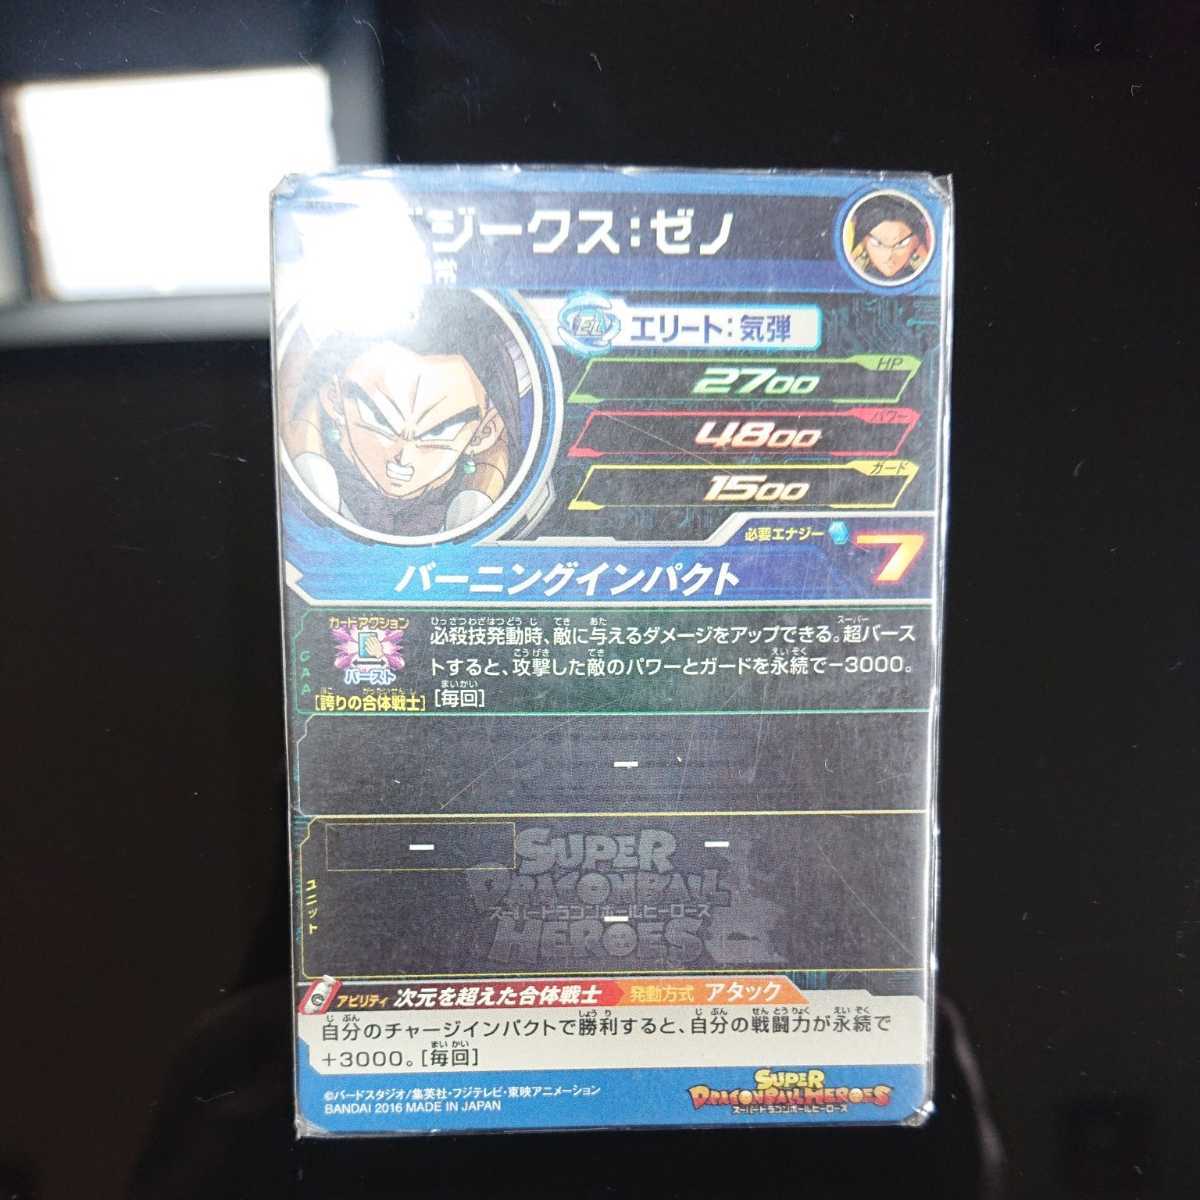 ジークス:ゼノ
EL エリート:気弾
HP
2700
パワー
4800
ガード
1500
必要エナジー 7
バーニングインパクト
カードアクション
バースト
[誇りの合体戦士]
CAA
必殺技発動時、敵に与えるダメージをアップできる。超バース
トすると、攻撃した敵のパワーとガードを永続で−3000。
[毎回]
−
ユニット
−
−
−
SUPER
DRAGONBALL
スーパードラゴンボールヒーローズ
HEROES
アビリティ 次元を超えた合体戦士 発動方式 アタック
自分のチャージインパクトで勝利すると、自分の戦闘力が永続で
+3000。[毎回]
©バードスタジオ/集英社・フジテレビ・東映アニメーション
BANDAI 2016 MADE IN JAPAN
SUPER
DRAGONBALL HEROES
スーパードラゴンボールヒーローズ